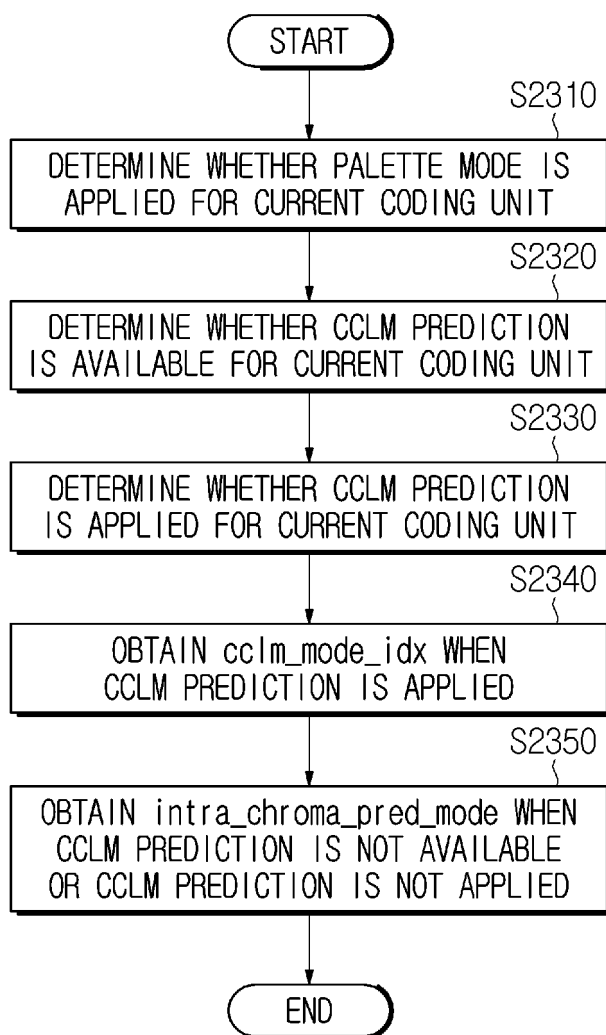 START
S2310
DETERMINE WHETHER PALETTE MODE IS
APPLIED FOR CURRENT CODING UNIT
S2320
DETERMINE WHETHER CCLM PREDICTION
IS AVAILABLE FOR CURRENT CODING UNIT
S2330
DETERMINE WHETHER CCLM PREDICTION
IS APPLIED FOR CURRENT CODING UNIT
S2340
OBTAIN cclm_mode_idx WHEN
CCLM PREDICTION IS APPLIED
S2350
OBTAIN intra_chroma_pred_mode WHEN
CCLM PREDICTION IS NOT AVAILABLE
OR CCLM PREDICTION IS NOT APPLIED
END